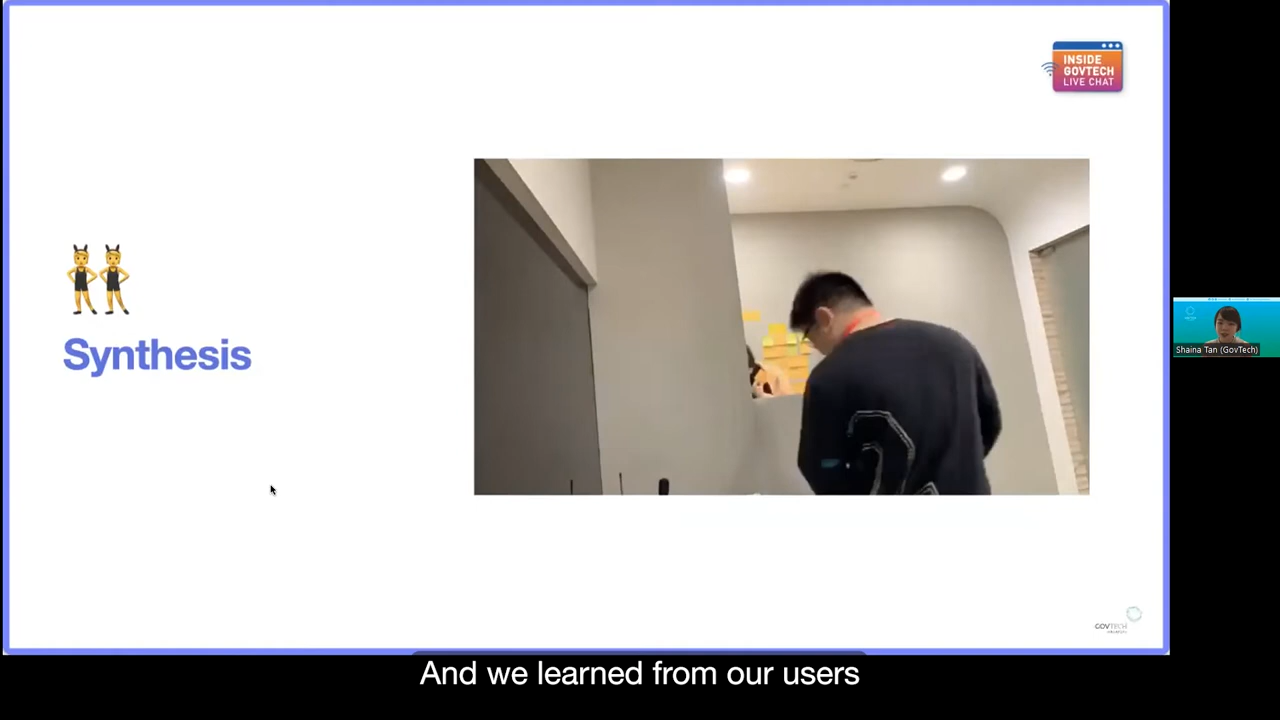 INSIDE
GOVTECH
LIVE CHAT
Synthesis
Shaina Tan (GovTech)
GOVTECH
And we learned from our users